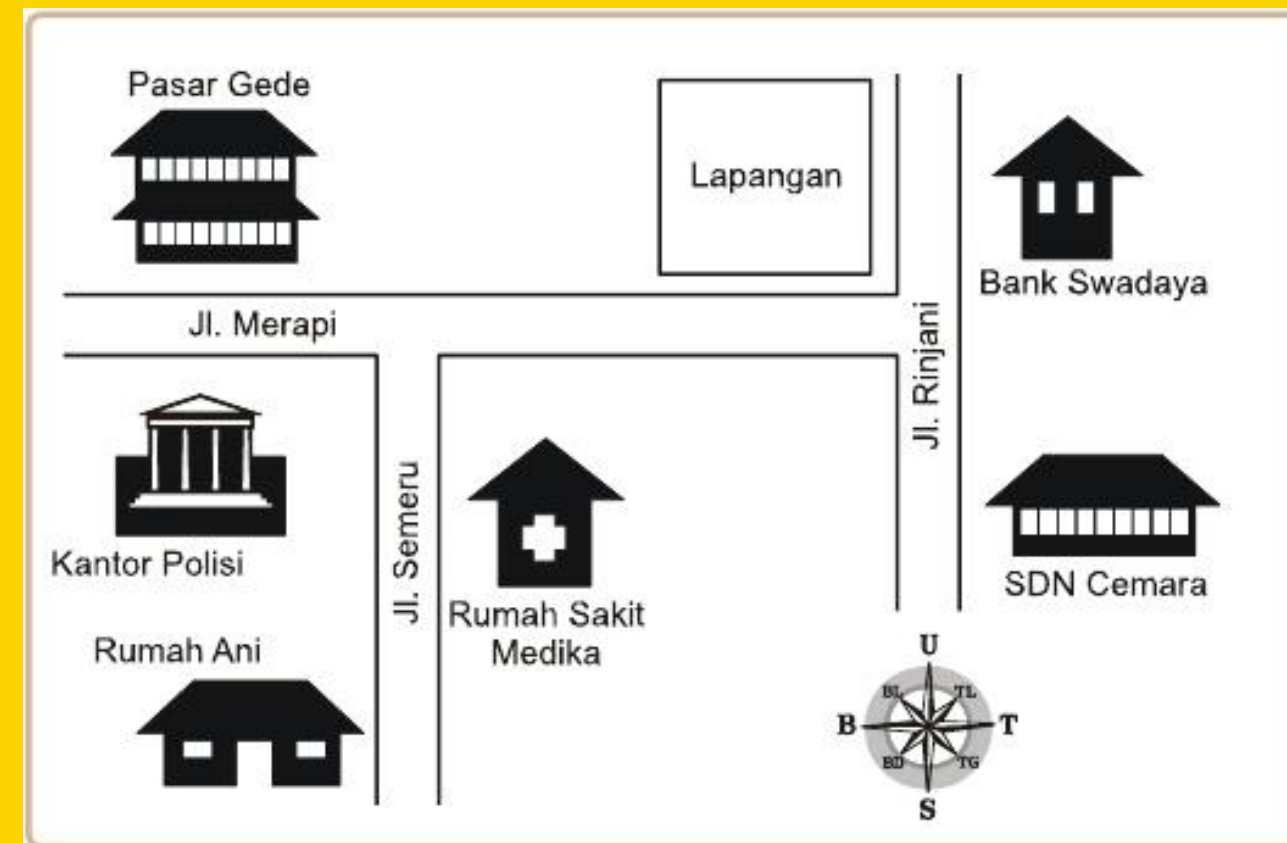 Pasar Gede
Lapangan
Bank Swadaya
Jl. Merapi
Jl. Rinjani
Kantor Polisi
Jl. Semeru
Rumah Sakit
Medika
SDN Cemara
Rumah Ani
U
BL
TL
B
T
BD
TG
S